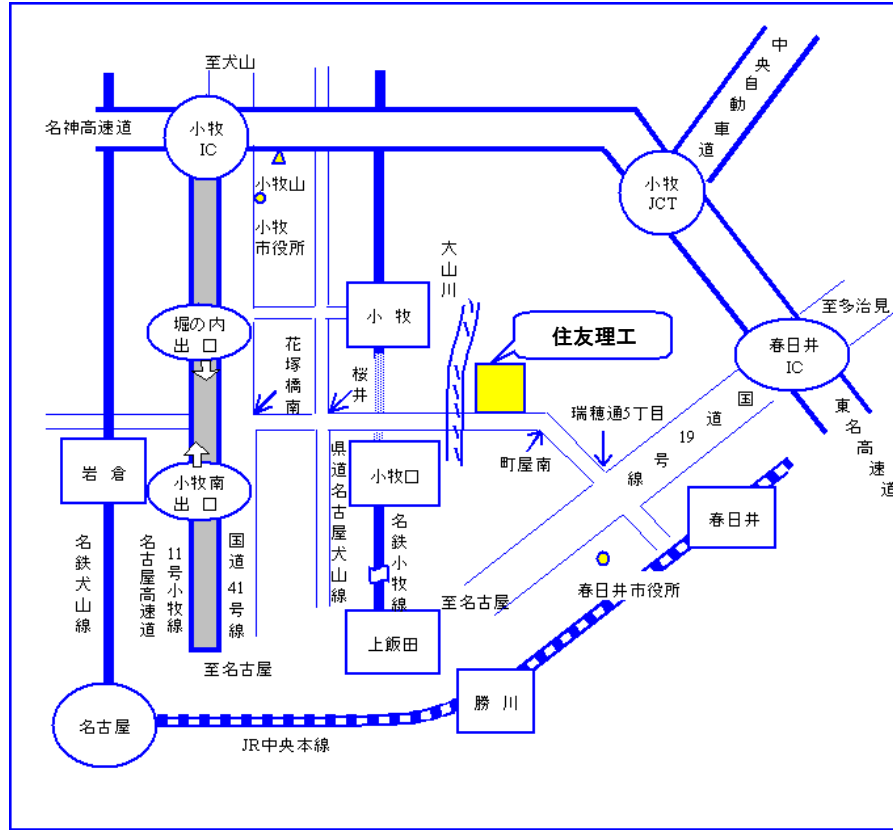 至犬山
中央自動車道
名神高速道
小牧
IC
小牧山
小牧
市役所
小牧
JCT
大山川
堀の内
出　口
小　牧
住友理工
至多治見
春日井
IC
花塚橋南
桜井
瑞穂通5丁目
国道19号線
東名高速道
町屋南
岩　倉
小牧南
出　口
小牧口
春日井
県道名古屋犬山線
名鉄犬山線
名古屋高速道
11号小牧線
国道41号線
名鉄小牧線
至名古屋
春日井市役所
上飯田
至名古屋
勝　川
名古屋
JR中央本線